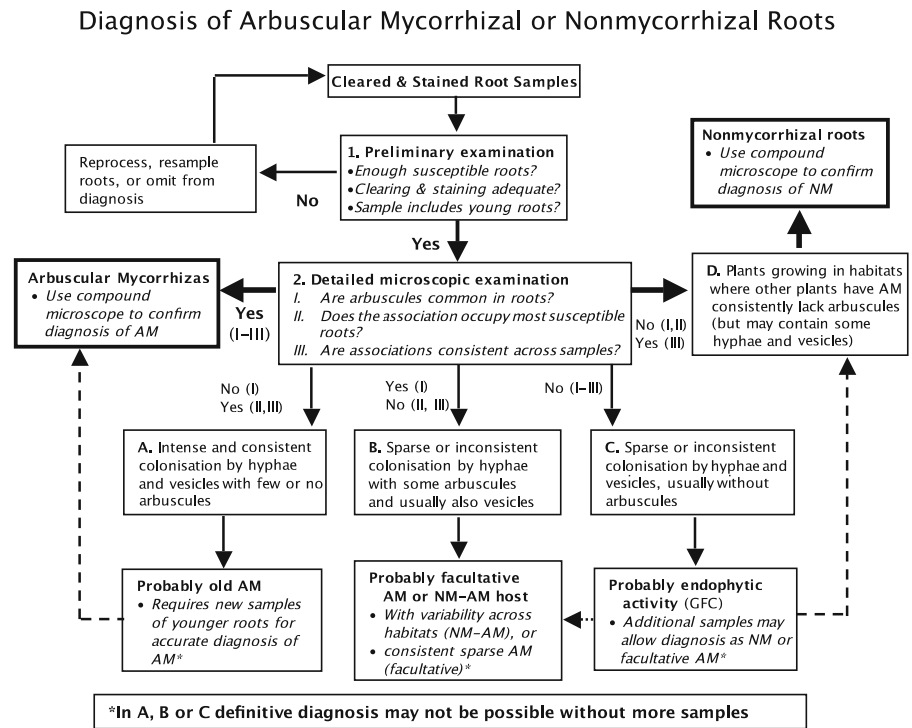 Diagnosis of Arbuscular Mycorrhizal or Nonmycorrhizal Roots
Cleared & Stained Root Samples
Reprocess, resample
roots, or omit from
diagnosis
No
1. Preliminary examination
•Enough susceptible roots?
•Clearing & staining adequate?
•Sample includes young roots?
Yes
Nonmycorrhizal roots
• Use compound
microscope to confirm
diagnosis of NM
Arbuscular Mycorrhizas
• Use compound
microscope to confirm
diagnosis of AM
Yes
(I–III)
2. Detailed microscopic examination
I. Are arbuscules common in roots?
II. Does the association occupy most susceptible
roots?
III. Are associations consistent across samples?
No (I,II)
Yes (III)
D. Plants growing in habitats
where other plants have AM
consistently lack arbuscules
(but may contain some
hyphae and vesicles)
No (I)
Yes (II,III)
Yes (I)
No (II, III)
No (I–III)
A. Intense and consistent
colonisation by hyphae
and vesicles with few or no
arbuscules
B. Sparse or inconsistent
colonisation by hyphae
with some arbuscules
and usually also vesicles
C. Sparse or inconsistent
colonisation by hyphae and
vesicles, usually without
arbuscules
Probably old AM
• Requires new samples
of younger roots for
accurate diagnosis of
AM*
Probably facultative
AM or NM–AM host
• With variability across
habitats (NM–AM), or
• consistent sparse AM
(facultative)*
Probably endophytic
activity (GFC)
• Additional samples may
allow diagnosis as NM or
facultative AM*
*In A, B or C definitive diagnosis may not be possible without more samples